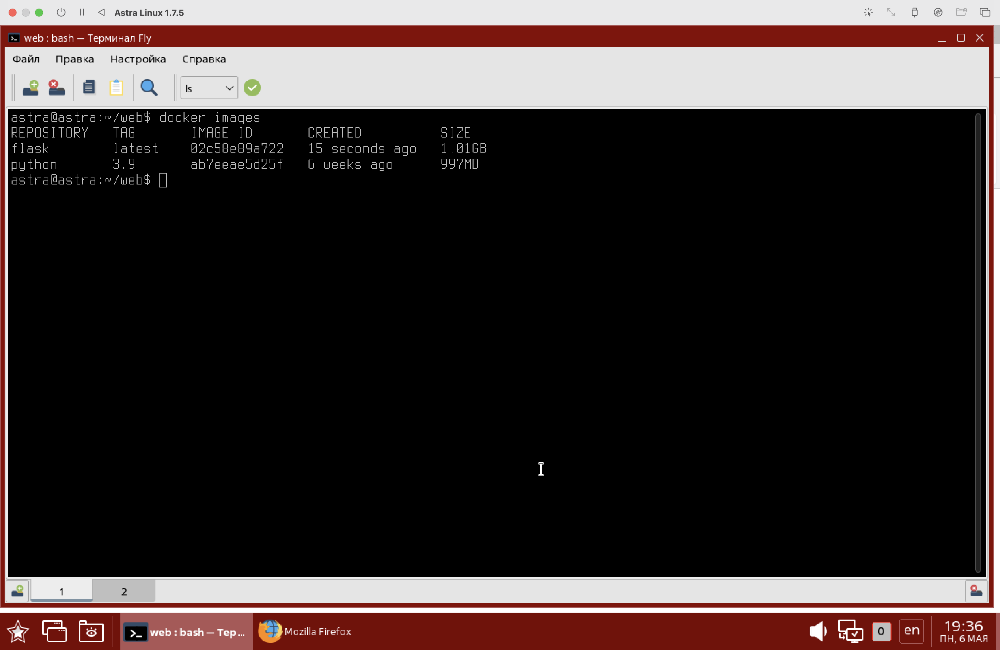 Astra Linux 1.7.5
web : bash — Терминал Fly
Файл Правка Настройка Справка
ls
astra@astra:~/web$ docker images
REPOSITORY TAG IMAGE ID CREATED SIZE
flask latest 02c58e89a722 15 seconds ago 1.01GB
python 3.9 ab7eeae5d25f 6 weeks ago 997MB
astra@astra:~/web$
1 2
web : bash — Тер... Mozilla Firefox 0 en 19:36
ПН, 6 МАЯ